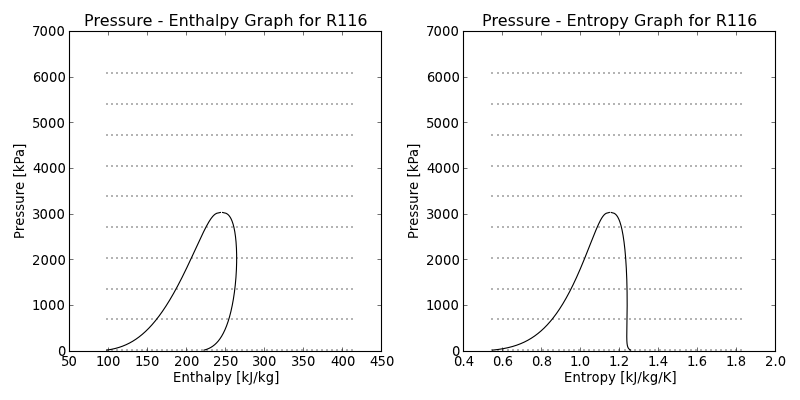 Pressure - Enthalpy Graph for R116
7000
6000
5000
4000
3000
2000
1000
0
Pressure [kPa]
50 100 150 200 250 300 350 400 450
Enthalpy [kJ/kg]
Pressure - Entropy Graph for R116
7000
6000
5000
4000
3000
2000
1000
0
Pressure [kPa]
0.4 0.6 0.8 1.0 1.2 1.4 1.6 1.8 2.0
Entropy [kJ/kg/K]